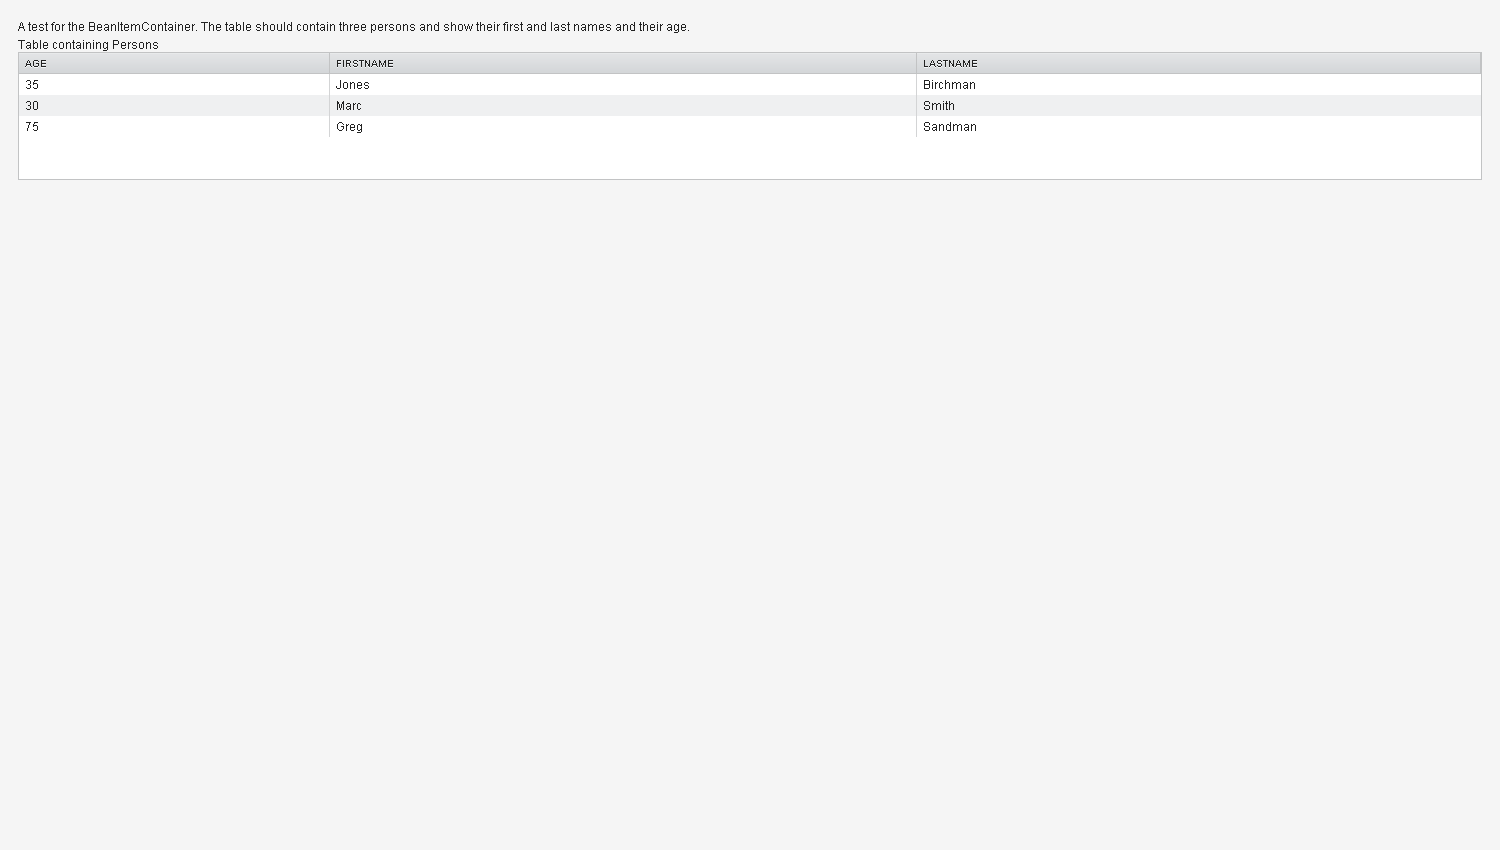 A test for the BeanItemContainer. The table should contain three persons and show their first and last names and their age.
Table containing Persons
AGE FIRSTNAME LASTNAME
35 Jones Birchman
30 Marc Smith
75 Greg Sandman